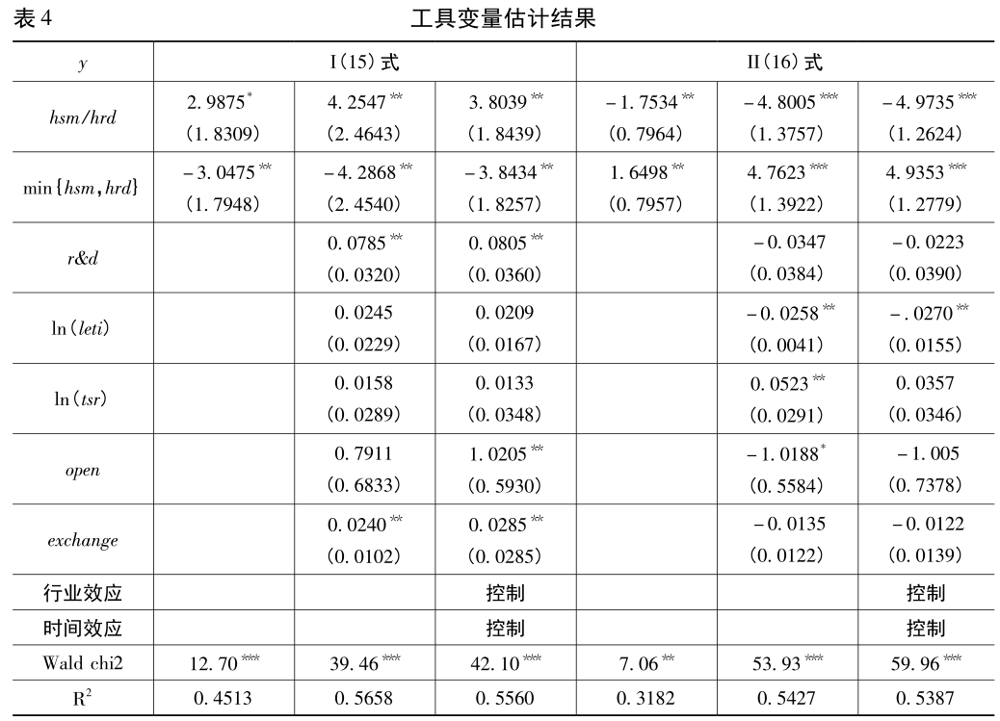 表 4 工具变量估计结果
y I(15) 式 II(16) 式
hsm/hrd 2.9875* 4.2547** 3.8039** -1.7534** -4.8005*** -4.9735***
(1.8309) (2.4643) (1.8439) (0.7964) (1.3757) (1.2624)
min{hsm,hrd} -3.0475** -4.2868** -3.8434** 1.6498** 4.7623*** 4.9353***
(1.7948) (2.4540) (1.8257) (0.7957) (1.3922) (1.2779)
r&d 0.0785** 0.0805** -0.0347 -0.0223
(0.0320) (0.0360) (0.0384) (0.0390)
ln(leti) 0.0245 0.0209 -0.0258** -.0270**
(0.0229) (0.0167) (0.0041) (0.0155)
ln(tsr) 0.0158 0.0133 0.0523** 0.0357
(0.0289) (0.0348) (0.0291) (0.0346)
open 0.7911 1.0205** -1.0188* -1.005
(0.6833) (0.5930) (0.5584) (0.7378)
exchange 0.0240** 0.0285** -0.0135 -0.0122
(0.0102) (0.0285) (0.0122) (0.0139)
行业效应 控制 控制
时间效应 控制 控制
Wald chi2 12.70*** 39.46*** 42.10*** 7.06** 53.93*** 59.96***
R² 0.4513 0.5658 0.5560 0.3182 0.5427 0.5387